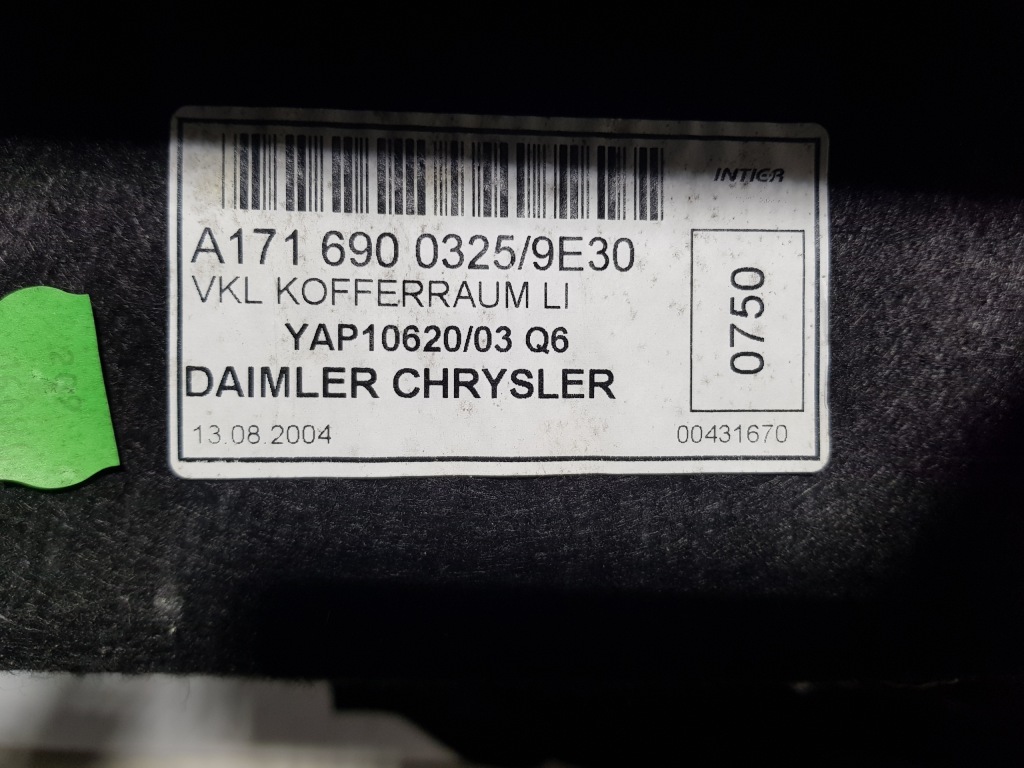 INTIER
A171 690 0325/9E30
VKL KOFFERRAUM LI
0750
YAP10620/03 Q6
DAIMLER CHRYSLER
13.08.2004
00431670